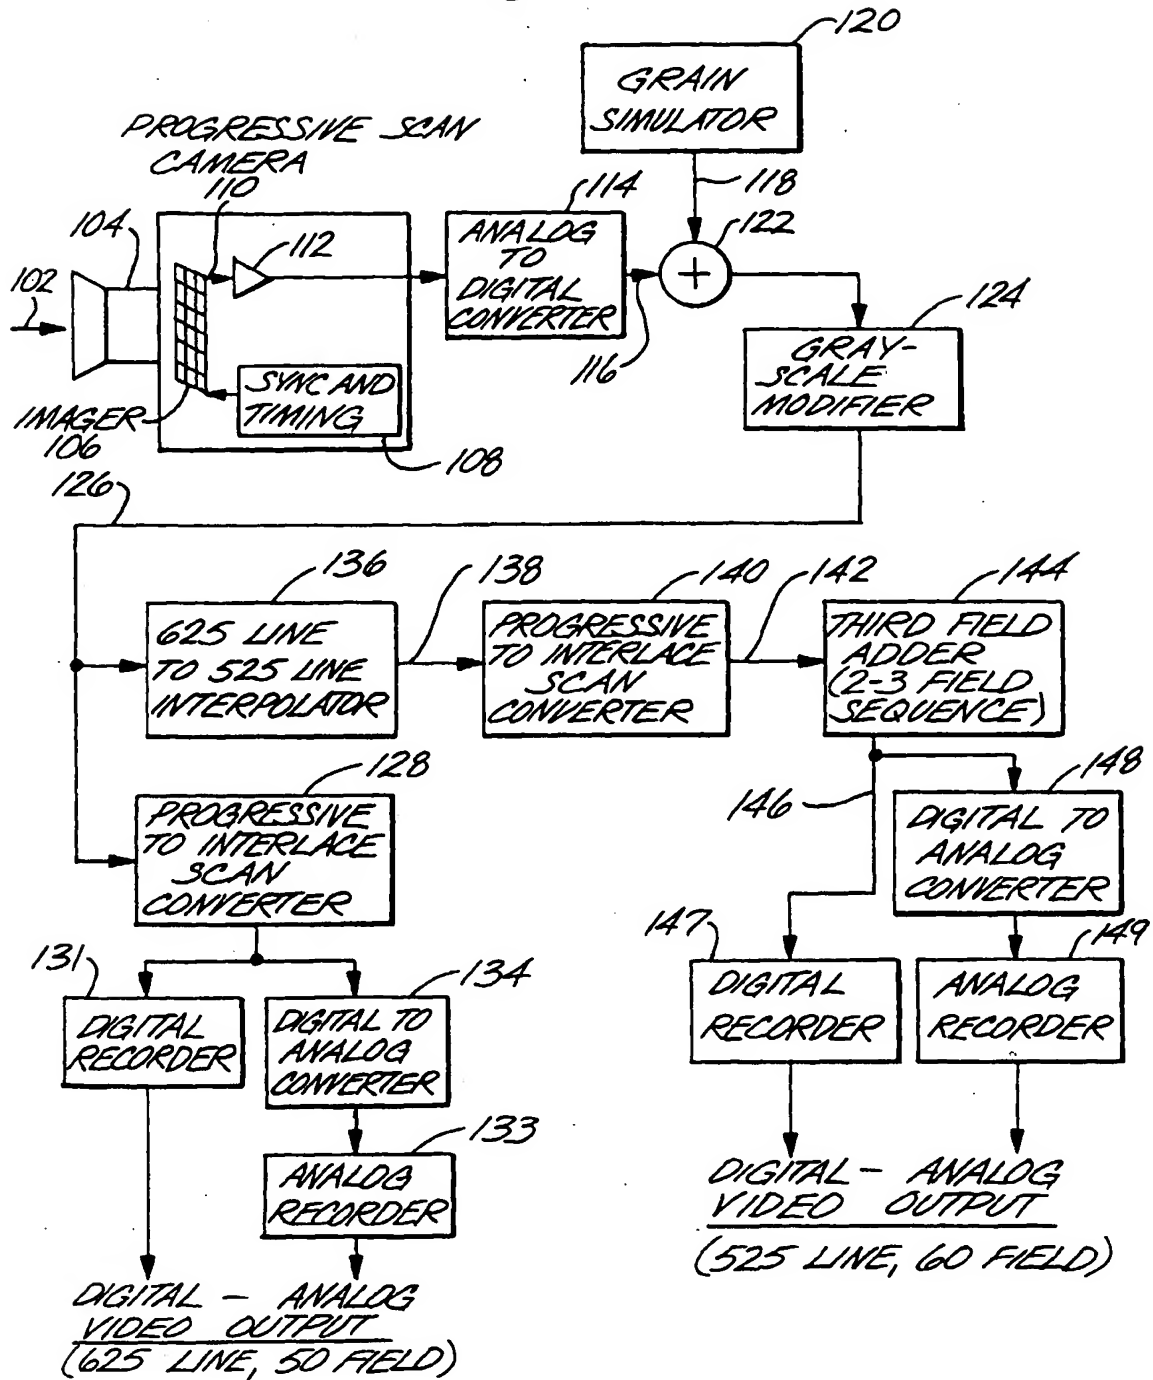 120
GRAIN
SIMULATOR
PROGRESSIVE SCAN
CAMERA
110
118
114
122
104
112
ANALOG
TO
DIGITAL
CONVERTER
+
102
116
124
GRAY-
SCALE
MODIFIER
SYNC AND
TIMING
IMAGER
106
108
126
136
138
140
142
144
625 LINE
TO 525 LINE
INTERPOLATOR
PROGRESSIVE
TO INTERLACE
SCAN
CONVERTER
THIRD FIELD
ADDER
(2-3 FIELD
SEQUENCE)
128
PROGRESSIVE
TO INTERLACE
SCAN
CONVERTER
146
148
DIGITAL TO
ANALOG
CONVERTER
131
134
147
149
DIGITAL
RECORDER
DIGITAL TO
ANALOG
CONVERTER
DIGITAL
RECORDER
ANALOG
RECORDER
133
ANALOG
RECORDER
DIGITAL - ANALOG
VIDEO OUTPUT
(525 LINE, 60 FIELD)
DIGITAL - ANALOG
VIDEO OUTPUT
(625 LINE, 50 FIELD)